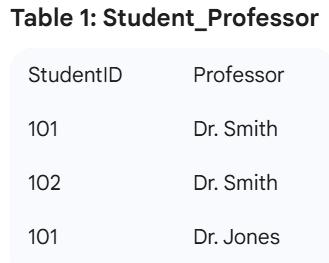 Table 1: Student_Professor
StudentID Professor
101 Dr. Smith
102 Dr. Smith
101 Dr. Jones